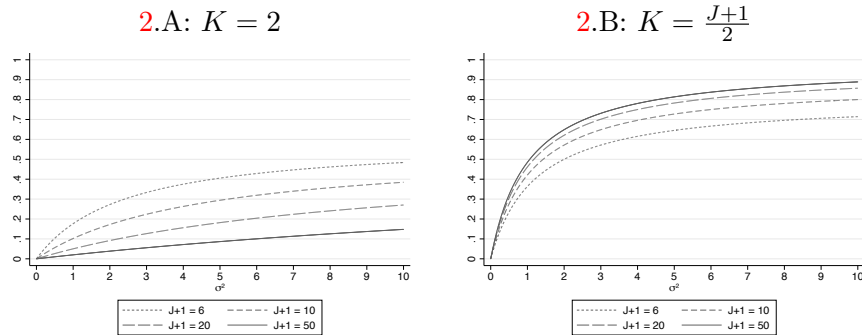 2.A: K = 2
2.B: K = \frac{J+1}{2}
1
.9
.8
.7
.6
.5
.4
.3
.2
.1
0
0 1 2 3 4 5 6 7 8 9 10
σ²
J+1 = 6 J+1 = 10
J+1 = 20 J+1 = 50
1
.9
.8
.7
.6
.5
.4
.3
.2
.1
0
0 1 2 3 4 5 6 7 8 9 10
σ²
J+1 = 6 J+1 = 10
J+1 = 20 J+1 = 50